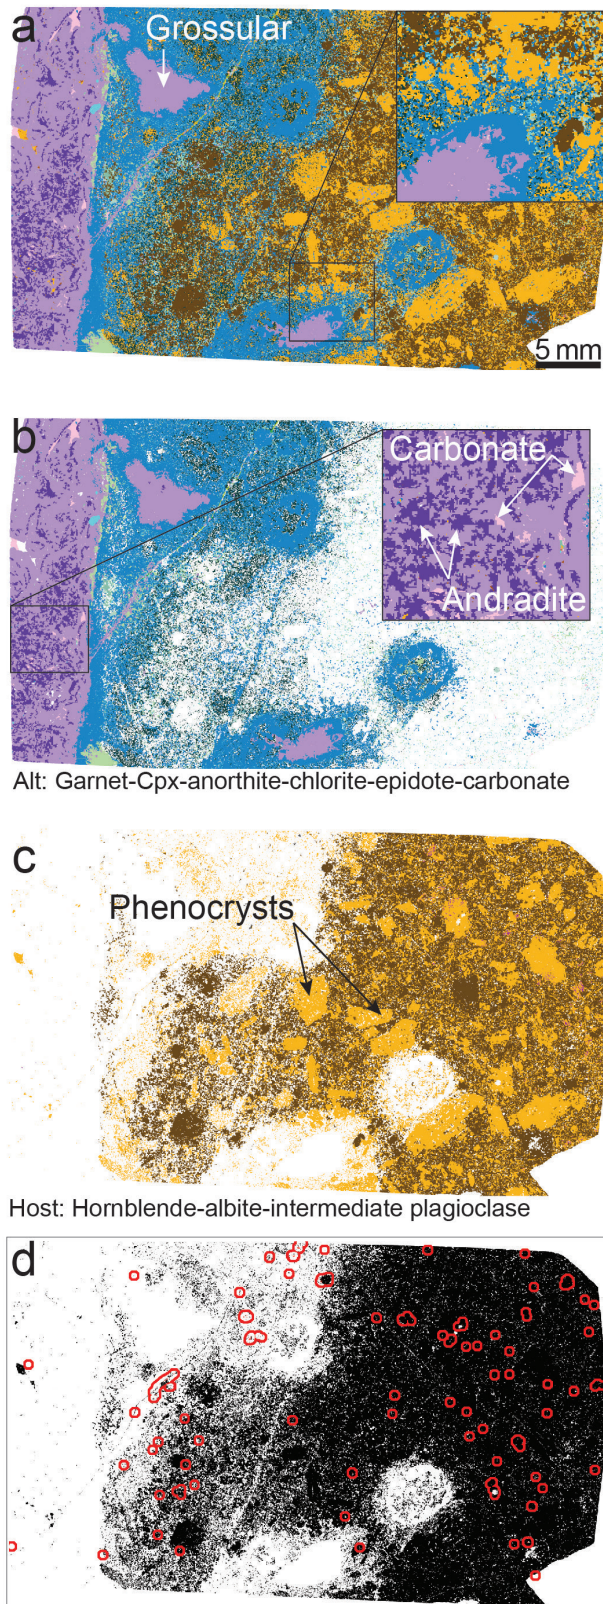 a
Grossular
5 mm
b
Carbonate
Andradite
Alt: Garnet-Cpx-anorthite-chlorite-epidote-carbonate
c
Phenocrysts
Host: Hornblende-albite-intermediate plagioclase
d